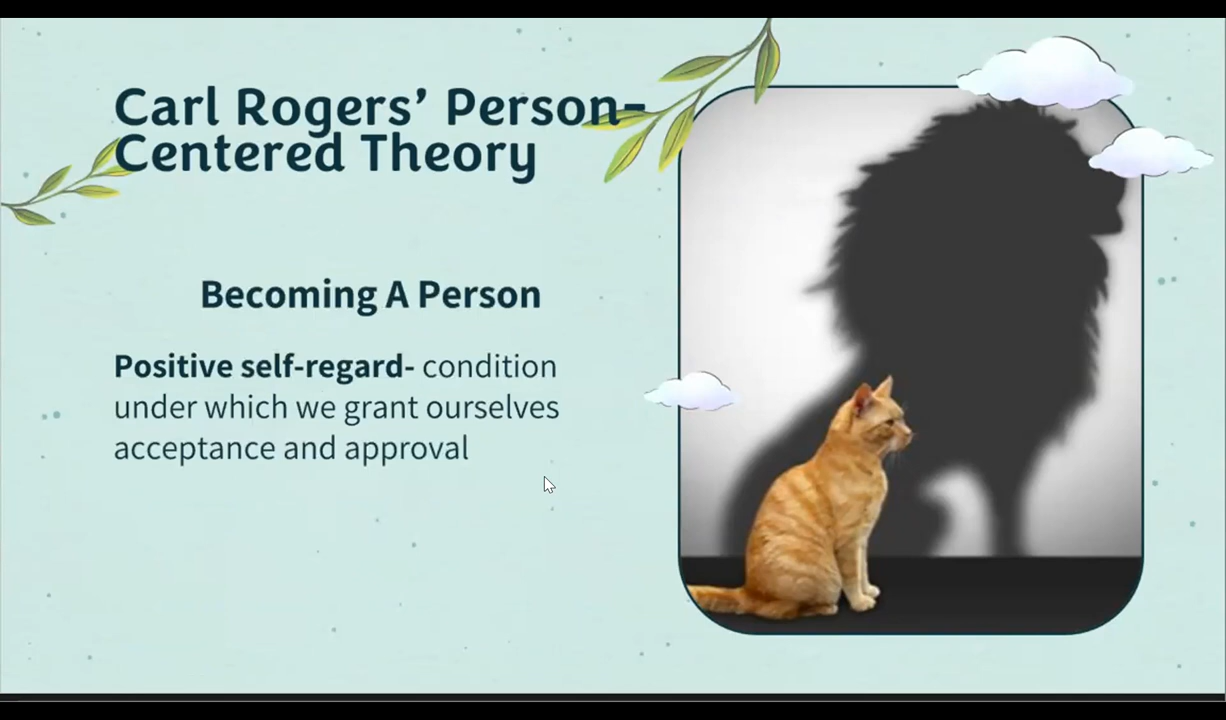 Carl Rogers’ Person-
Centered Theory
Becoming A Person
Positive self-regard- condition
under which we grant ourselves
acceptance and approval